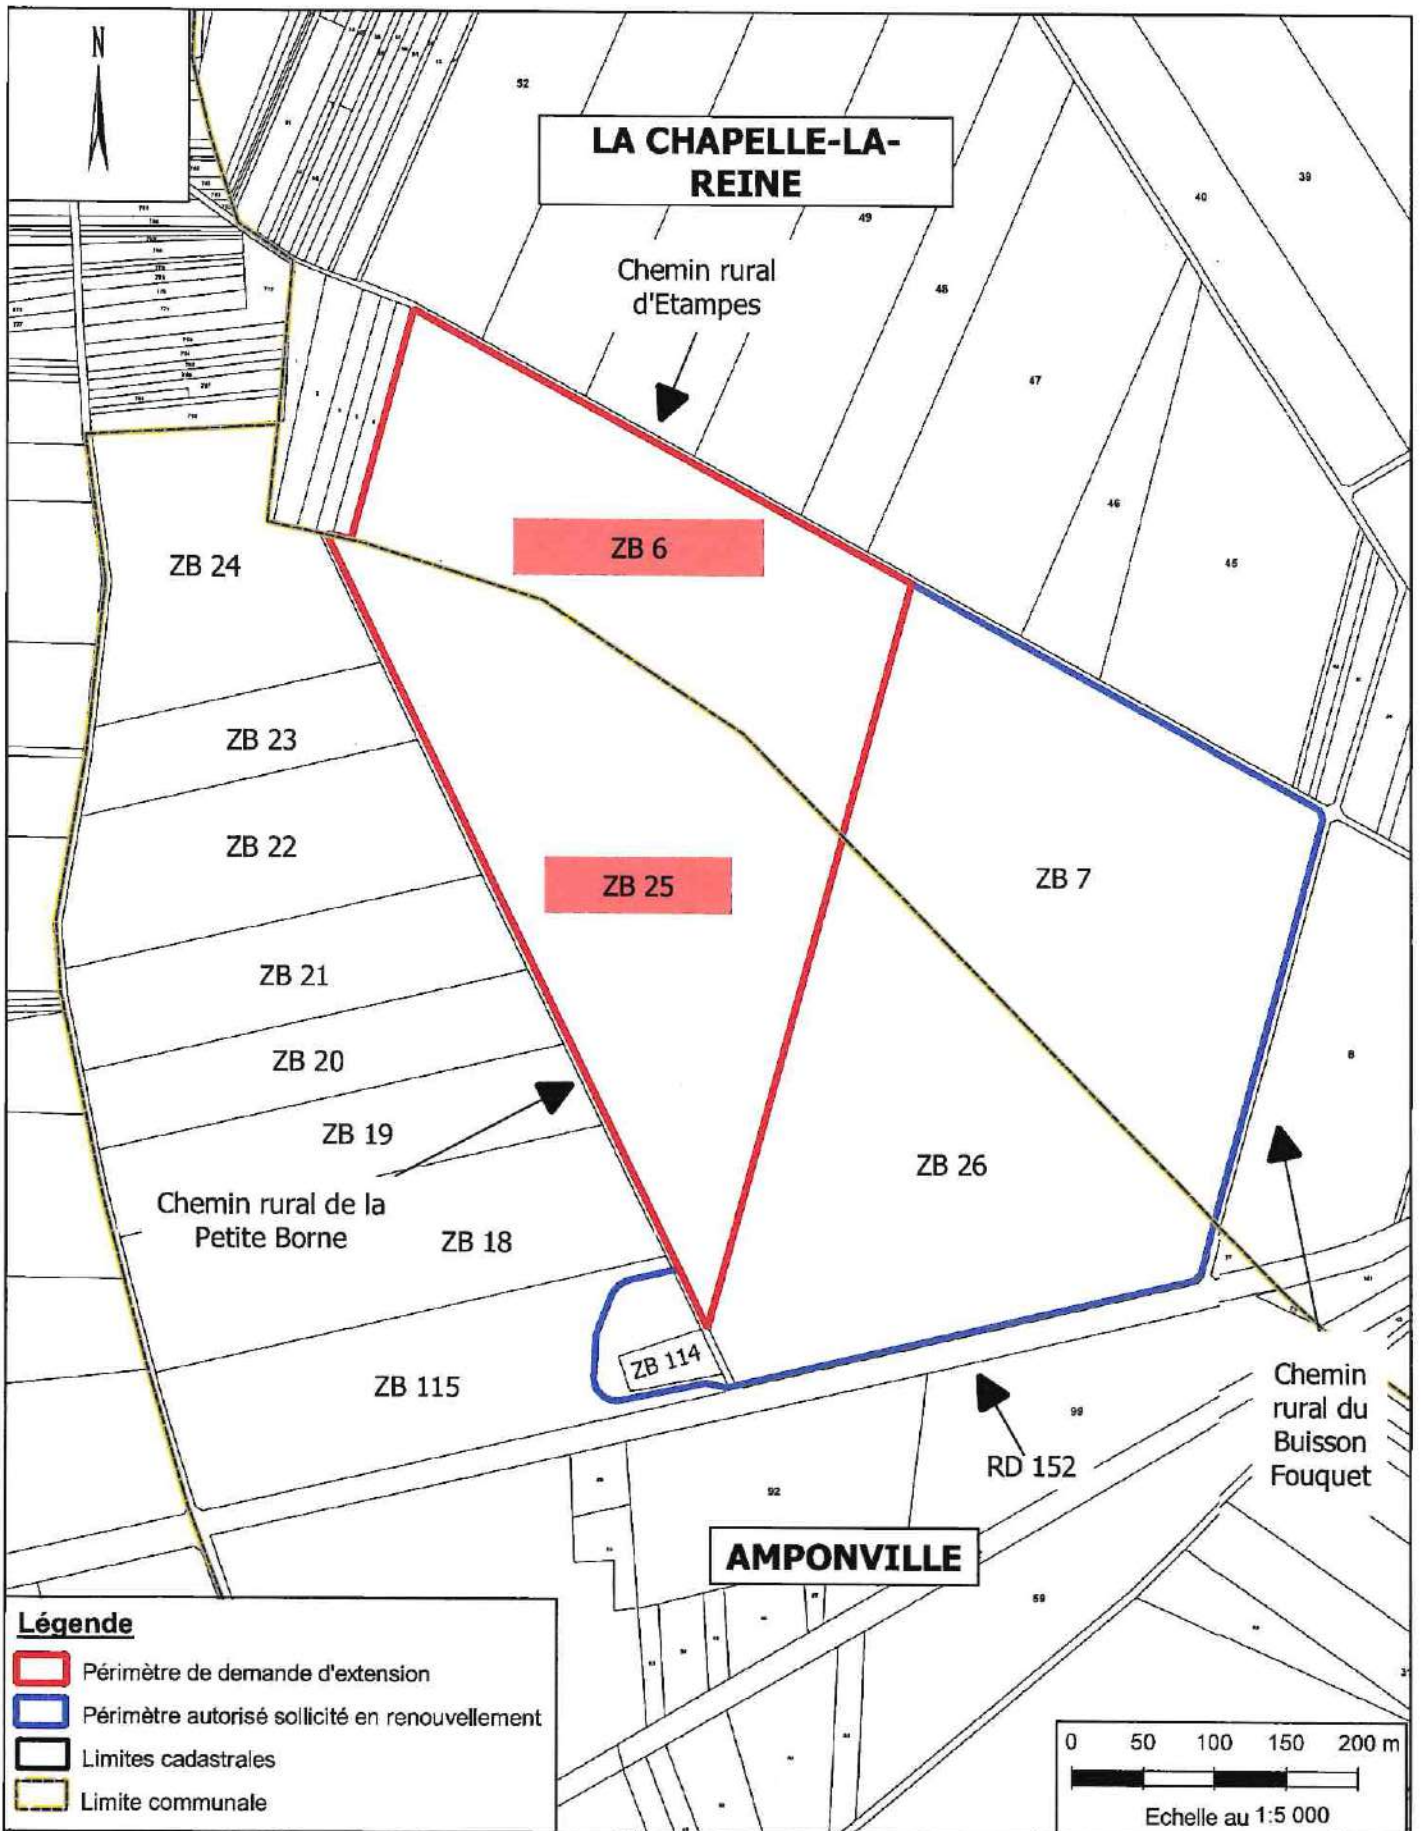 N
52
LA CHAPELLE-LA-
REINE
39
40
49
Chemin rural
d'Etampes
48
47
46
45
ZB 6
ZB 24
ZB 23
ZB 22
ZB 25
ZB 7
ZB 21
ZB 20
8
ZB 19
ZB 26
Chemin rural de la
Petite Borne
ZB 18
ZB 114
ZB 115
Chemin
rural du
Buisson
Fouquet
99
RD 152
92
AMPONVILLE
59
Légende
Périmètre de demande d'extension
Périmètre autorisé sollicité en renouvellement
Limites cadastrales
Limite communale
0 50 100 150 200 m
Echelle au 1:5 000